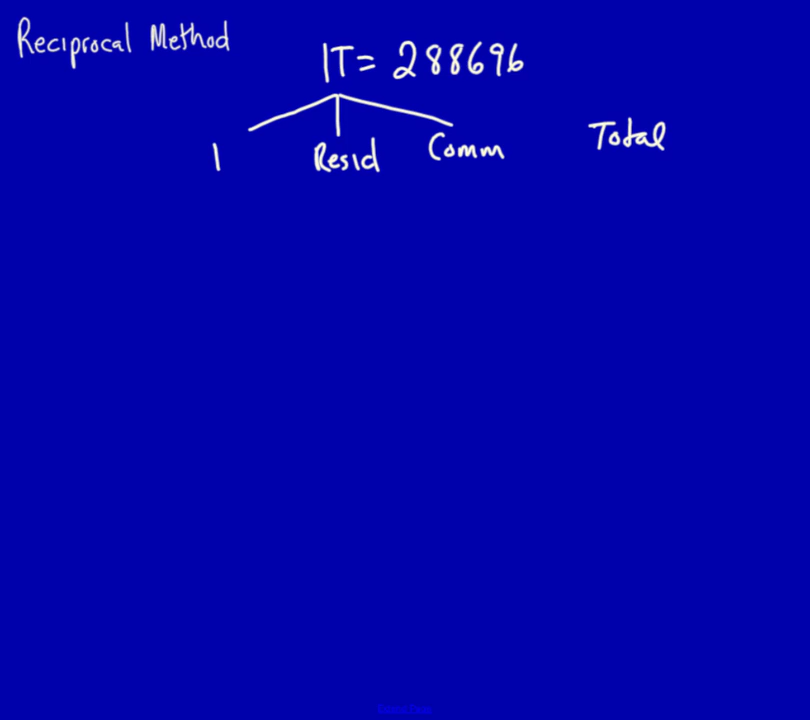 Reciprocal Method
IT= 288696
I Resid Comm Total